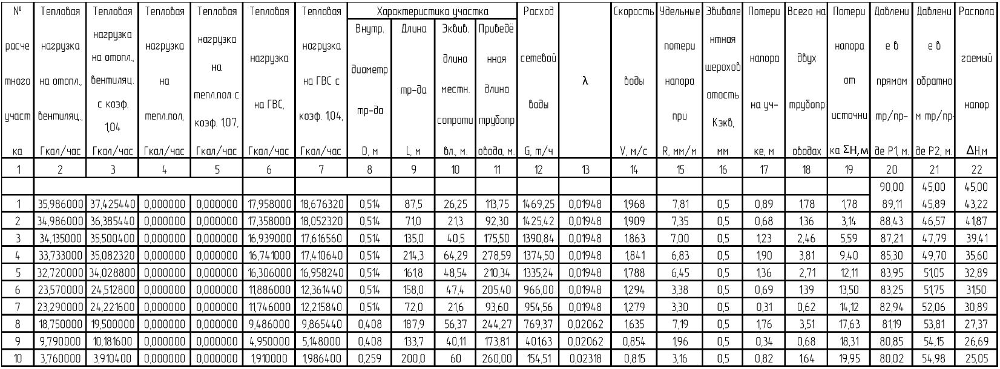 № расче тного участ ка | Тепловая нагрузка на отопл., вентиляц., Гкал/час | Тепловая нагрузка на отопл., вентиляц. с коэф. 1,04 Гкал/час | Тепловая нагрузка на тепл.пол, Гкал/час | Тепловая нагрузка на тепл.пол с коэф. 1,07, Гкал/час | Тепловая нагрузка на ГВС, Гкал/час | Тепловая нагрузка на ГВС с коэф. 1,04, Гкал/час | Характеристика участка | Расход сетевой воды G, т/ч | λ | Скорость воды V, м/с | Удельные потери напора при R, мм/м | Эвивале нтная шерохов атость Кэкв, мм | Потери напора на уч- ке, м | Всего на двух трубопр оводах | Потери напора от источни ка ΣН,м | Давлени е в прямом тр/пр- де Р1, м. | Давлени е в обратно м тр/пр- де Р2, м. | Распола гаемый напор ΔН,м
Внутр. диаметр тр-да D, м | Длина тр-да L, м | Эквив. длина местн. сопроти вл., м. | Приведё нная длина трубопр овода, м.
1 2 3 4 5 6 7 8 9 10 11 12 13 14 15 16 17 18 19 20 21 22
90,00 45,00 45,00
1 35,986000 37,425440 0,000000 0,000000 17,958000 18,676320 0,514 87,5 26,25 113,75 1469,25 0,01948 1,968 7,81 0,5 0,89 1,78 1,78 89,11 45,89 43,22
2 34,986000 36,385440 0,000000 0,000000 17,358000 18,052320 0,514 71,0 21,3 92,30 1425,42 0,01948 1,909 7,35 0,5 0,68 1,36 3,14 88,43 46,57 41,87
3 34,135000 35,500400 0,000000 0,000000 16,939000 17,616560 0,514 135,0 40,5 175,50 1390,84 0,01948 1,863 7,00 0,5 1,23 2,46 5,59 87,21 47,79 39,41
4 33,733000 35,082320 0,000000 0,000000 16,741000 17,410640 0,514 214,3 64,29 278,59 1374,50 0,01948 1,841 6,83 0,5 1,90 3,81 9,40 85,30 49,70 35,60
5 32,720000 34,028800 0,000000 0,000000 16,306000 16,958240 0,514 161,8 48,54 210,34 1335,24 0,01948 1,788 6,45 0,5 1,36 2,71 12,11 83,95 51,05 32,89
6 23,570000 24,512800 0,000000 0,000000 11,886000 12,361440 0,514 158,0 47,4 205,40 966,00 0,01948 1,294 3,38 0,5 0,69 1,39 13,50 83,25 51,75 31,50
7 23,290000 24,221600 0,000000 0,000000 11,746000 12,215840 0,514 72,0 21,6 93,60 954,56 0,01948 1,279 3,30 0,5 0,31 0,62 14,12 82,94 52,06 30,89
8 18,750000 19,500000 0,000000 0,000000 9,486000 9,865440 0,408 187,9 56,37 244,27 769,37 0,02062 1,635 7,19 0,5 1,76 3,51 17,63 81,19 53,81 27,37
9 9,790000 10,181600 0,000000 0,000000 4,950000 5,148000 0,408 133,7 40,11 173,81 401,63 0,02062 0,854 1,96 0,5 0,34 0,68 18,31 80,85 54,15 26,69
10 3,760000 3,910400 0,000000 0,000000 1,910000 1,986400 0,259 200,0 60 260,00 154,51 0,02318 0,815 3,16 0,5 0,82 1,64 19,95 80,02 54,98 25,05